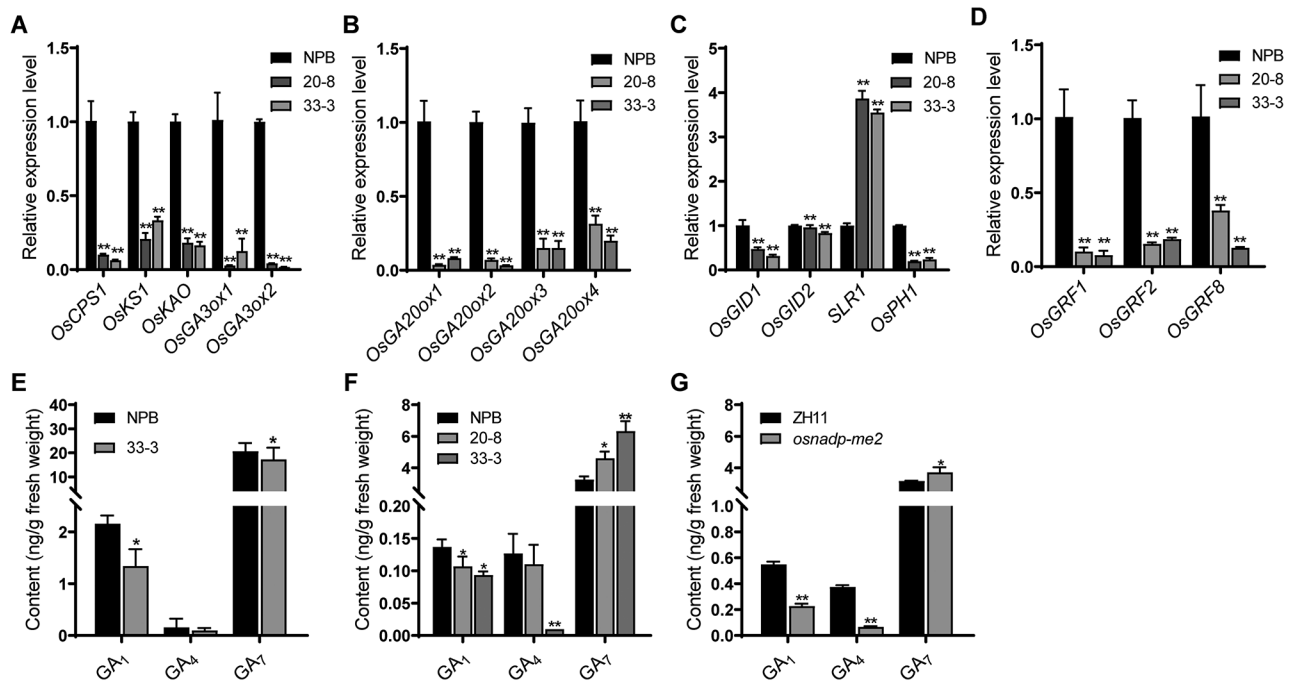 A
Relative expression level
1.5
1.0
0.5
0.0
NPB
20-8
33-3
** ** ** ** ** ** ** ** ** **
OsCPS1
OsKS1
OsKAO
OsGA3ox1
OsGA3ox2
B
Relative expression level
1.5
1.0
0.5
0.0
NPB
20-8
33-3
** ** ** ** ** ** ** **
OsGA20ox1
OsGA20ox2
OsGA20ox3
OsGA20ox4
C
Relative expression level
5
4
3
2
1
0
NPB
20-8
33-3
** ** ** ** ** ** ** **
OsGID1
OsGID2
SLR1
OsPH1
D
Relative expression level
1.5
1.0
0.5
0.0
NPB
20-8
33-3
** ** ** ** ** **
OsGRF1
OsGRF2
OsGRF8
E
Content (ng/g fresh weight)
40
30
20
10
2
1
0
NPB
33-3
* *
GA₁
GA₄
GA₇
F
Content (ng/g fresh weight)
8
6
4
0.20
0.15
0.10
0.05
0.00
NPB
20-8
33-3
* * ** * **
GA₁
GA₄
GA₇
G
Content (ng/g fresh weight)
8
6
4
1.0
0.8
0.6
0.4
0.2
0.0
ZH11
osnadp-me2
** ** *
GA₁
GA₄
GA₇